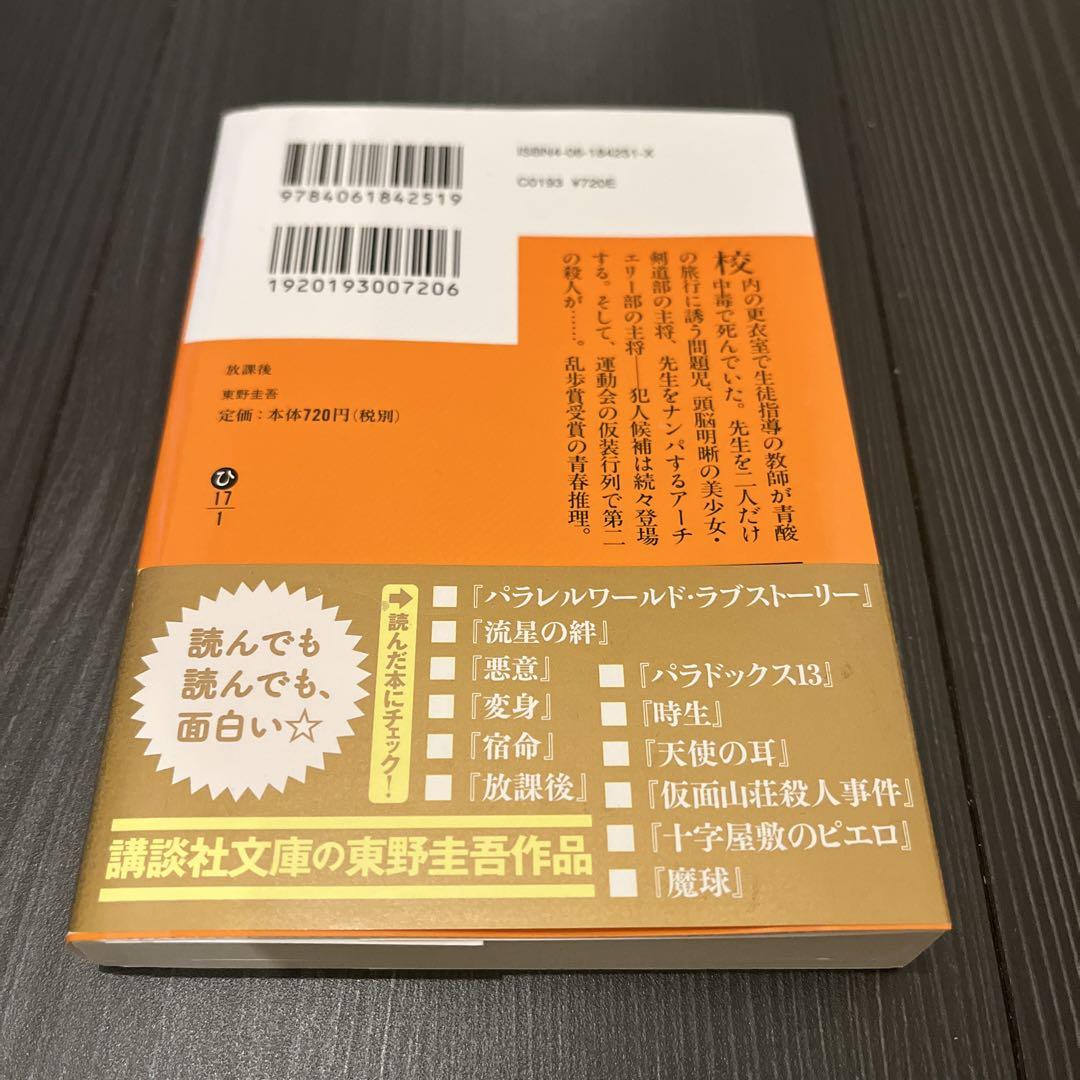 ISBN4-06-184251-X
C0193 ¥720E
9784061842519
1920193007206
校内の更衣室で生徒指導の教師が青酸
中毒で死んでいた。先生を二人だけ
の旅行に誘う問題児、頭脳明晰の美少女・
剣道部の主将、先生をナンパするアーチ
ェリー部の主将――犯人候補は続々登場
する。そして、運動会の仮装行列で第二
の殺人が……。乱歩賞受賞の青春推理。
放課後
東野圭吾
定価:本体720円(税別)
ひ
17
1
読んでも
読んでも、
面白い☆
➡読んだ本にチェック!
『パラレルワールド・ラブストーリー』
『流星の絆』
『悪意』
『変身』
『宿命』
『放課後』
『パラドックス13』
『時生』
『天使の耳』
『仮面山荘殺人事件』
『十字屋敷のピエロ』
『魔球』
講談社文庫の東野圭吾作品